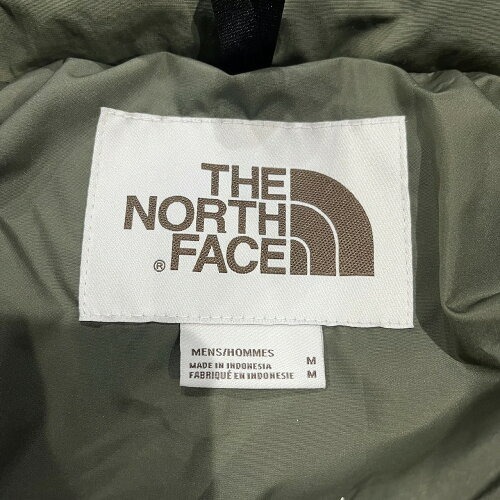 THE
NORTH
FACE
®
MENS/HOMMES M
MADE IN INDONESIA
FABRIQUÉ EN INDONESIE M